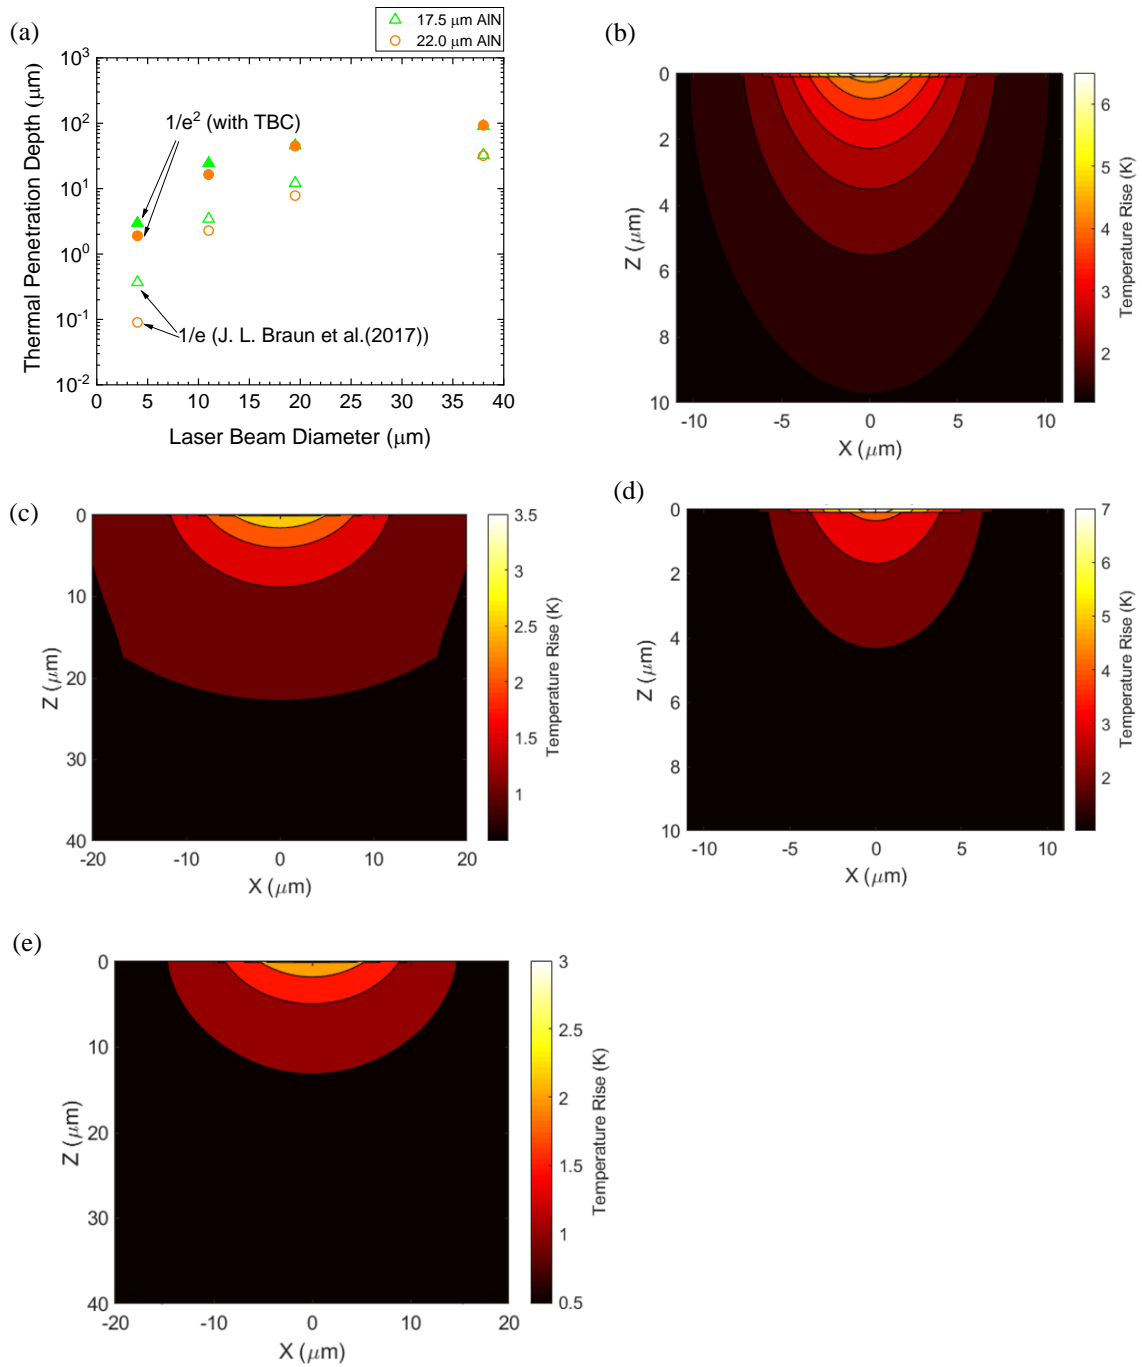 (a)
17.5 μm AlN
22.0 μm AlN
10³
10²
10¹
10⁰
10⁻¹
10⁻²
Thermal Penetration Depth (μm)
1/e² (with TBC)
1/e (J. L. Braun et al.(2017))
0 5 10 15 20 25 30 35 40
Laser Beam Diameter (μm)
(b)
0
2
4
6
8
10
Z (μm)
-10 -5 0 5 10
X (μm)
6
5
4
3
2
Temperature Rise (K)
(c)
0
10
20
30
40
Z (μm)
-20 -10 0 10 20
X (μm)
3.5
3
2.5
2
1.5
1
Temperature Rise (K)
(d)
0
2
4
6
8
10
Z (μm)
-10 -5 0 5 10
X (μm)
7
6
5
4
3
2
Temperature Rise (K)
(e)
0
10
20
30
40
Z (μm)
-20 -10 0 10 20
X (μm)
3
2.5
2
1.5
1
0.5
Temperature Rise (K)